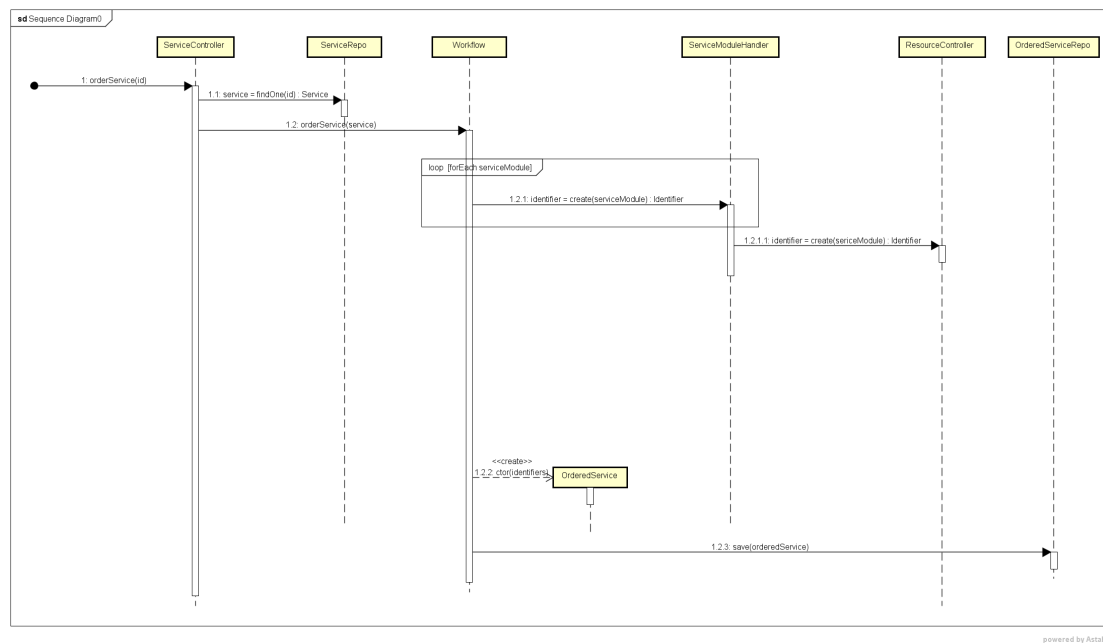 sd Sequence Diagram0
ServiceController
ServiceRepo
Workflow
ServiceModuleHandler
ResourceController
OrderedServiceRepo
1: orderService(id)
1.1: service = findOne(id) : Service
1.2: orderService(service)
loop [forEach serviceModule]
1.2.1: identifier = create(serviceModule) : Identifier
1.2.1.1: identifier = create(sericeModule) : Identifier
<<create>>
1.2.2: ctor(identifiers)
OrderedService
1.2.3: save(orderedService)
powered by Astah